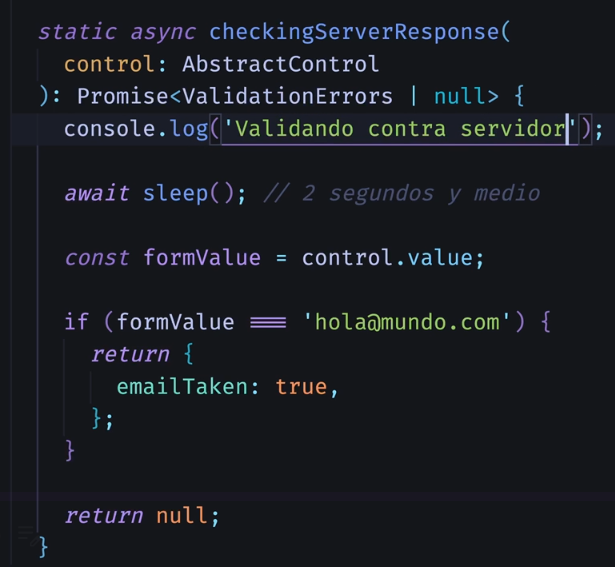 static async checkingServerResponse(
control: AbstractControl
): Promise<ValidationErrors | null> {
console.log('Validando contra servidor');
await sleep(); // 2 segundos y medio
const formValue = control.value;
if (formValue === 'hola@mundo.com') {
return {
emailTaken: true,
};
}
return null;
}